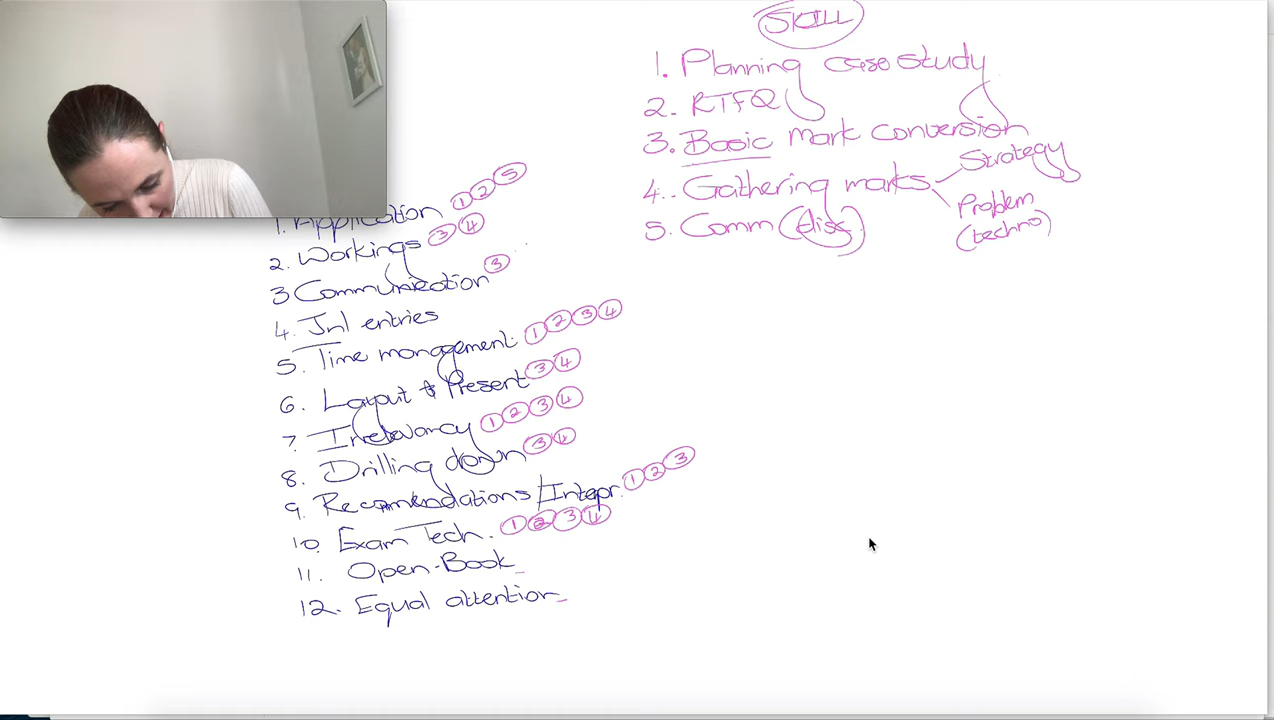 SKILL
1. Planning case study
2. RTFQ
3. Basic mark conversion
4. Gathering marks
Strategy
Problem
(techno)
5. Comm (disc)
1. Application ① ② ⑤
2. Workings ③ ④
3 Communication ③
4. Jnl entries
5. Time management. ① ② ③ ④
6. Layout & Present ③ ④
7. Irrelevancy ① ② ③ ④
8. Drilling down ③ ④
9. Recomendations/Intepr. ① ② ③
10. Exam Tech. ① ② ③ ④
11. Open-Book
12. Equal attention